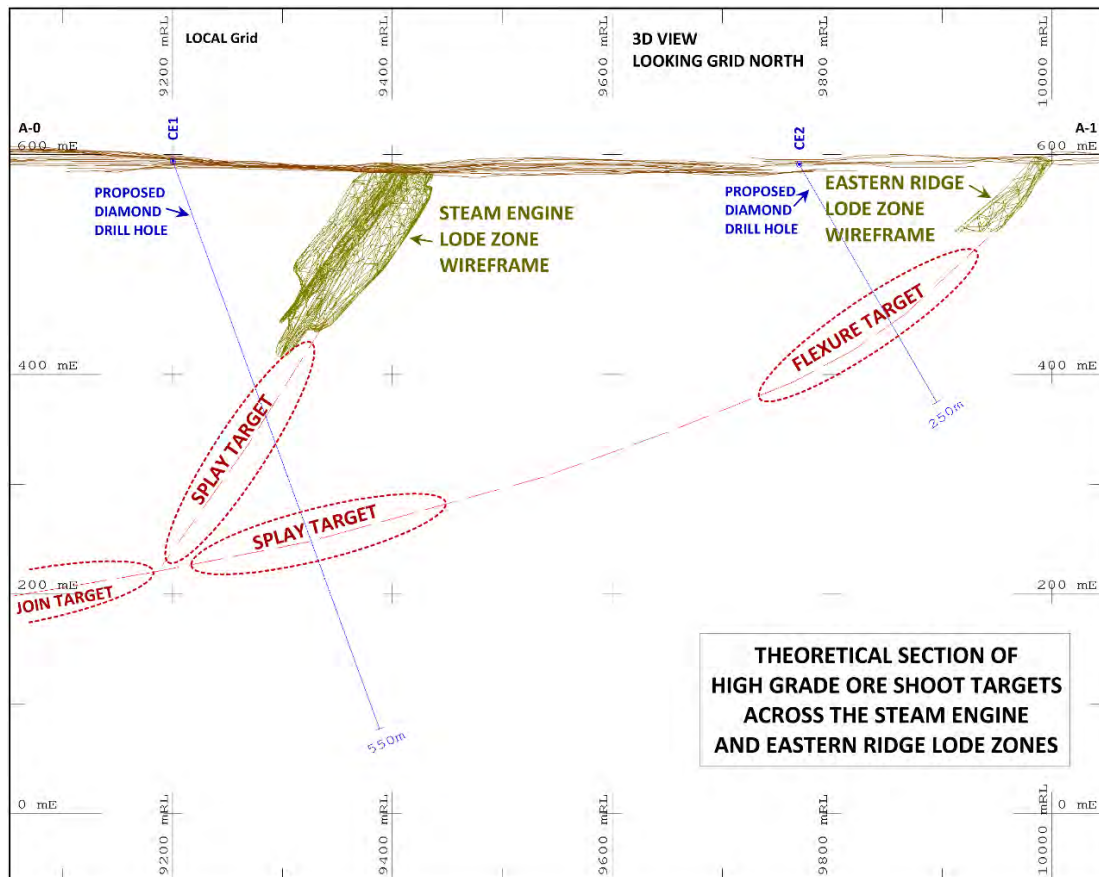 LOCAL Grid
3D VIEW
LOOKING GRID NORTH
9200 mRL
9400 mRL
9600 mRL
9800 mRL
10000 mRL
A-0
CE1
CE2
A-1
600 mE
600 mE
PROPOSED
DIAMOND
DRILL HOLE
STEAM ENGINE
LODE ZONE
WIREFRAME
PROPOSED
DIAMOND
DRILL HOLE
EASTERN RIDGE
LODE ZONE
WIREFRAME
FLEXURE TARGET
400 mE
400 mE
250m
SPLAY TARGET
SPLAY TARGET
JOIN TARGET
200 mE
200 mE
550m
THEORETICAL SECTION OF
HIGH GRADE ORE SHOOT TARGETS
ACROSS THE STEAM ENGINE
AND EASTERN RIDGE LODE ZONES
0 mE
0 mE
9200 mRL
9400 mRL
9600 mRL
9800 mRL
10000 mRL